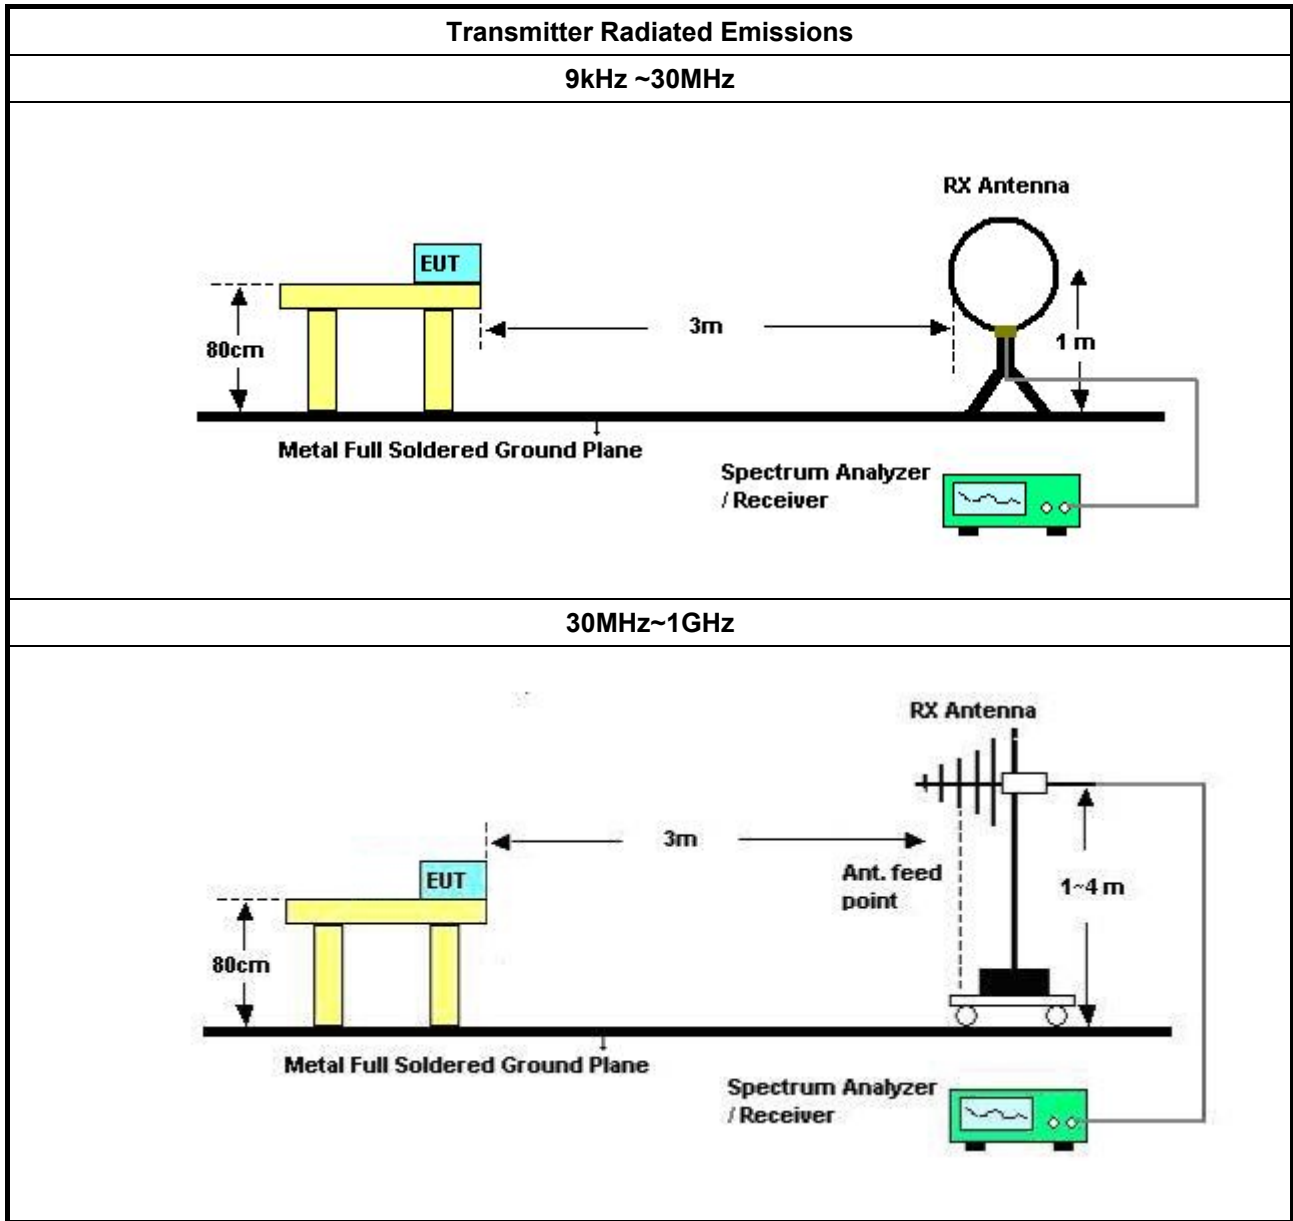 Transmitter Radiated Emissions
9kHz ~30MHz
RX Antenna
EUT
3m
80cm
1 m
Metal Full Soldered Ground Plane
Spectrum Analyzer
/ Receiver
30MHz~1GHz
RX Antenna
3m
EUT
Ant. feed
point
1~4 m
80cm
Metal Full Soldered Ground Plane
Spectrum Analyzer
/ Receiver